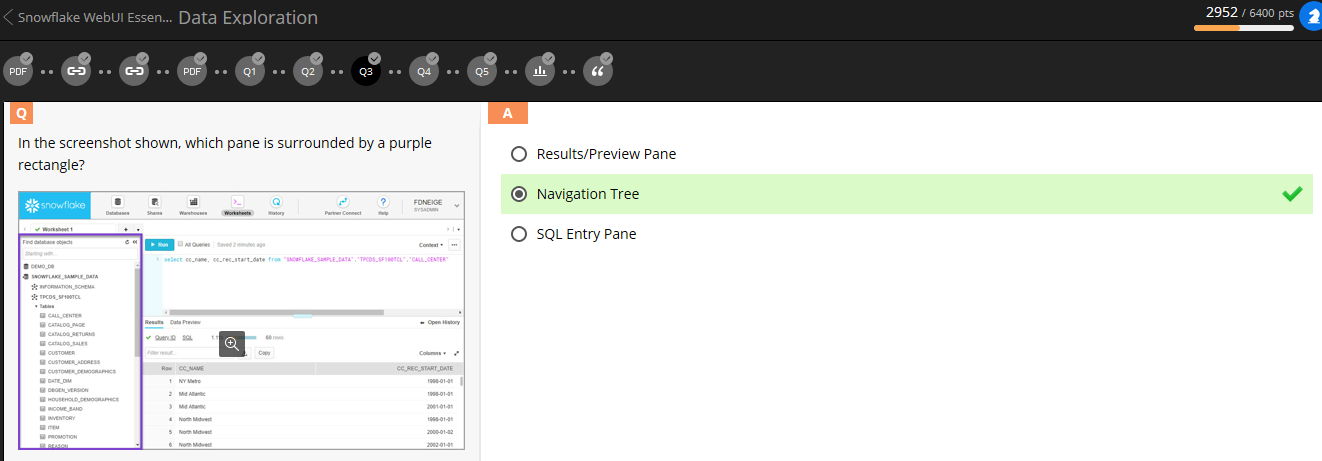 Snowflake WebUI Essen... Data Exploration
2952 / 6400 pts
PDF
PDF
Q1
Q2
Q3
Q4
Q5
Q
In the screenshot shown, which pane is surrounded by a purple
rectangle?
snowflake
Databases
Shares
Warehouses
Worksheets
History
Partner Connect
Help
FDNEIGE
SYSADMIN
Worksheet 1
Find database objects
Starting with...
DEMO_DB
SNOWFLAKE_SAMPLE_DATA
INFORMATION_SCHEMA
TPCDS_SF100TCL
Tables
CALL_CENTER
CATALOG_PAGE
CATALOG_RETURNS
CATALOG_SALES
CUSTOMER
CUSTOMER_ADDRESS
CUSTOMER_DEMOGRAPHICS
DATE_DIM
DBGEN_VERSION
HOUSEHOLD_DEMOGRAPHICS
INCOME_BAND
INVENTORY
ITEM
PROMOTION
REASON
Run
All Queries
Saved 2 minutes ago
Context
1 select cc_name, cc_rec_start_date from "SNOWFLAKE_SAMPLE_DATA"."TPCDS_SF100TCL"."CALL_CENTER"
Results Data Preview
Open History
Query ID SQL
60 rows
Filter result...
Copy
Columns
Row CC_NAME CC_REC_START_DATE
1 NY Metro 1998-01-01
2 Mid Atlantic 1998-01-01
3 Mid Atlantic 2001-01-01
4 North Midwest 1998-01-01
5 North Midwest 2000-01-02
6 North Midwest 2002-01-01
A
Results/Preview Pane
Navigation Tree
SQL Entry Pane